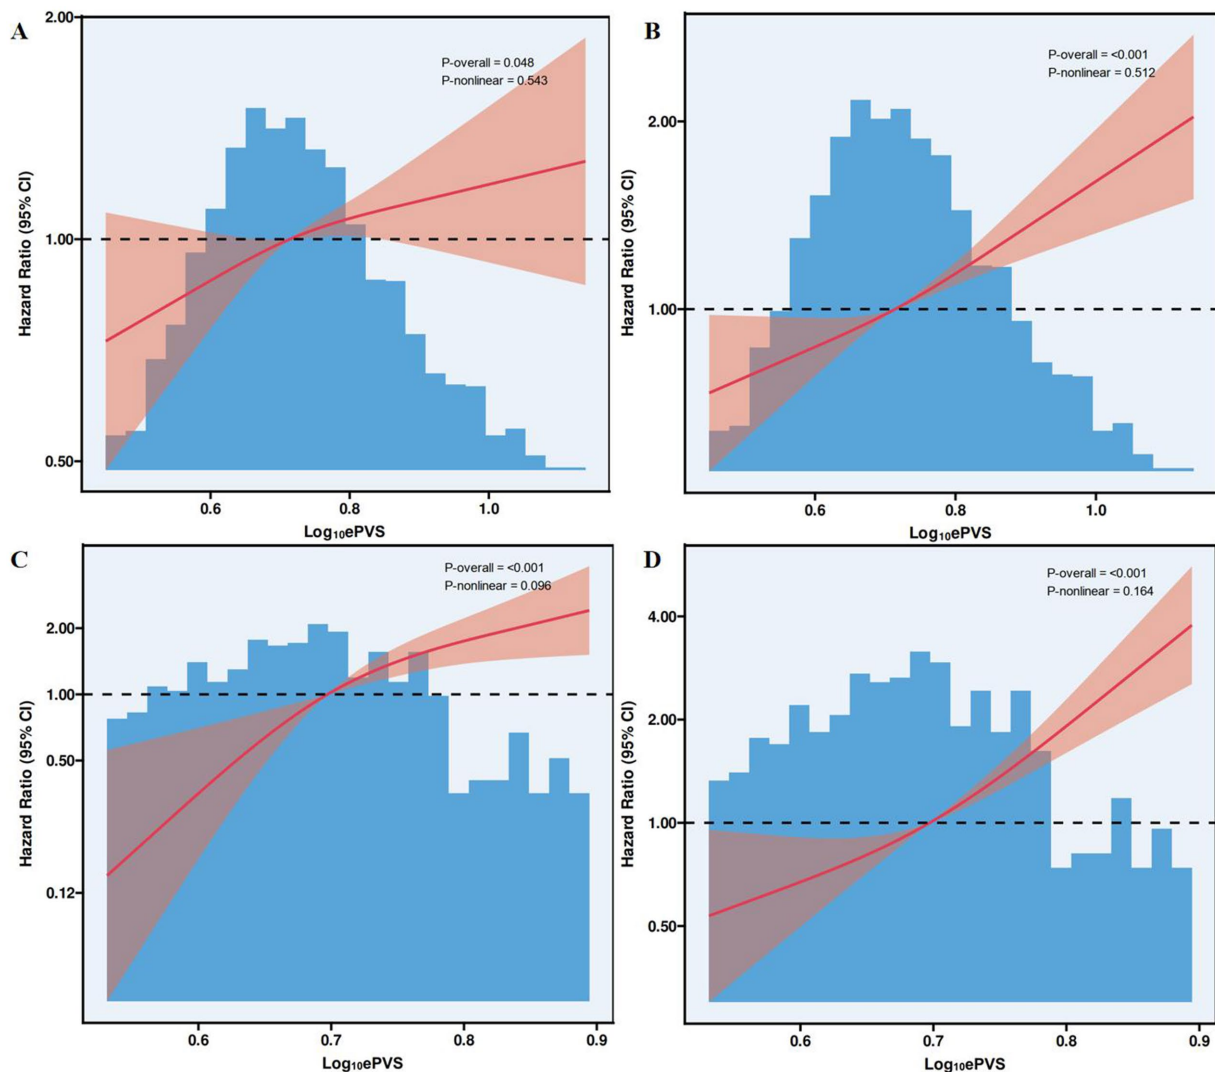 A
2.00
P-overall = 0.048
P-nonlinear = 0.543
Hazard Ratio (95% CI)
1.00
0.50
0.6
0.8
1.0
Log₁₀ePVS
B
P-overall = <0.001
P-nonlinear = 0.512
2.00
Hazard Ratio (95% CI)
1.00
0.6
0.8
1.0
Log₁₀ePVS
C
P-overall = <0.001
P-nonlinear = 0.096
2.00
Hazard Ratio (95% CI)
1.00
0.50
0.12
0.6
0.7
0.8
0.9
Log₁₀ePVS
D
P-overall = <0.001
P-nonlinear = 0.164
4.00
Hazard Ratio (95% CI)
2.00
1.00
0.50
0.6
0.7
0.8
0.9
Log₁₀ePVS